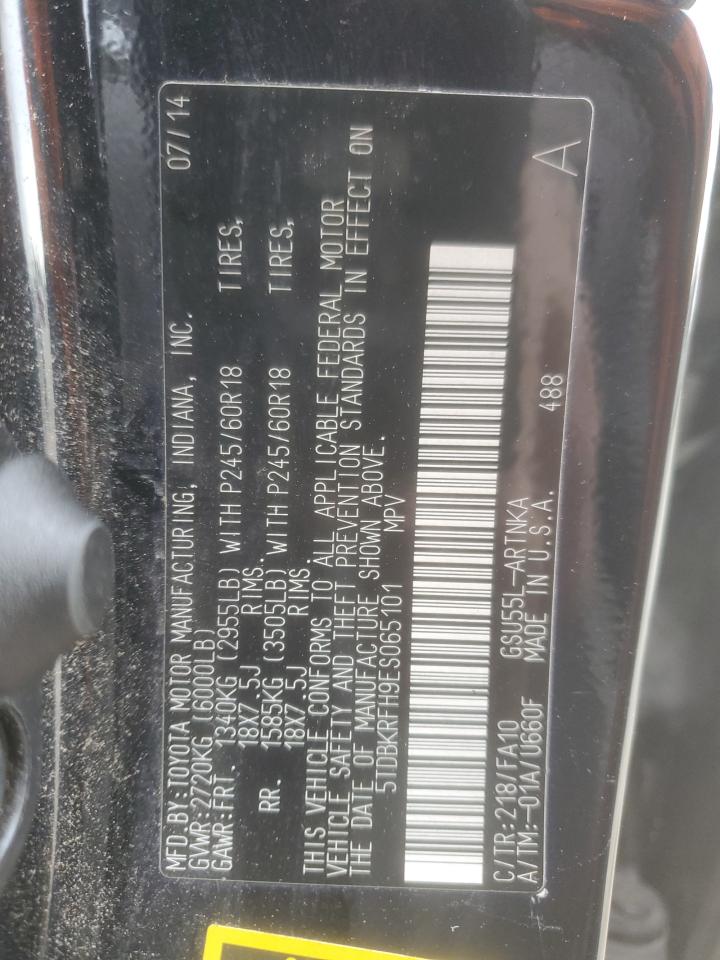 MFD.BY:TOYOTA MOTOR MANUFACTURING, INDIANA, INC. 07/14
GVWR:2720KG (6000LB)
GAWR:FRT. 1340KG (2955LB) WITH P245/60R18 TIRES,
18X7.5J RIMS.
RR. 1585KG (3505LB) WITH P245/60R18 TIRES,
18X7.5J RIMS.
THIS VEHICLE CONFORMS TO ALL APPLICABLE FEDERAL MOTOR
VEHICLE SAFETY AND THEFT PREVENTION STANDARDS IN EFFECT ON
THE DATE OF MANUFACTURE SHOWN ABOVE.
5TDBKRFH9ES065101 MPV
C/TR:218/FA10 GSU55L-ARTNKA
A/TM:-01A/U660F MADE IN U.S.A. 488 A